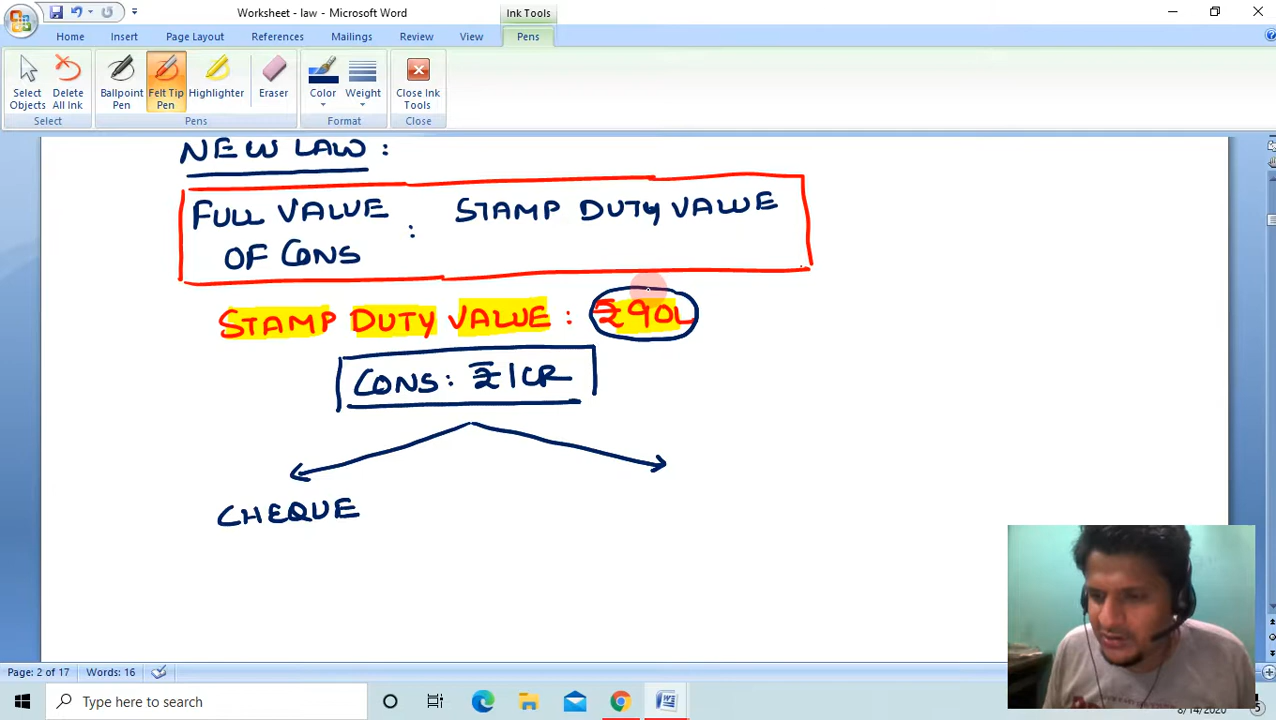 Worksheet - law - Microsoft Word
Ink Tools
Home Insert Page Layout References Mailings Review View Pens
Select Objects
Delete All Ink
Ballpoint Pen
Felt Tip Pen
Highlighter
Eraser
Color
Weight
Close Ink Tools
Select Pens Format Close
NEW LAW :
FULL VALUE OF CONS : STAMP DUTY VALUE
STAMP DUTY VALUE : ₹90L
CONS: ₹1CR
CHEQUE
Page: 2 of 17 Words: 16
Type here to search
8/14/2020